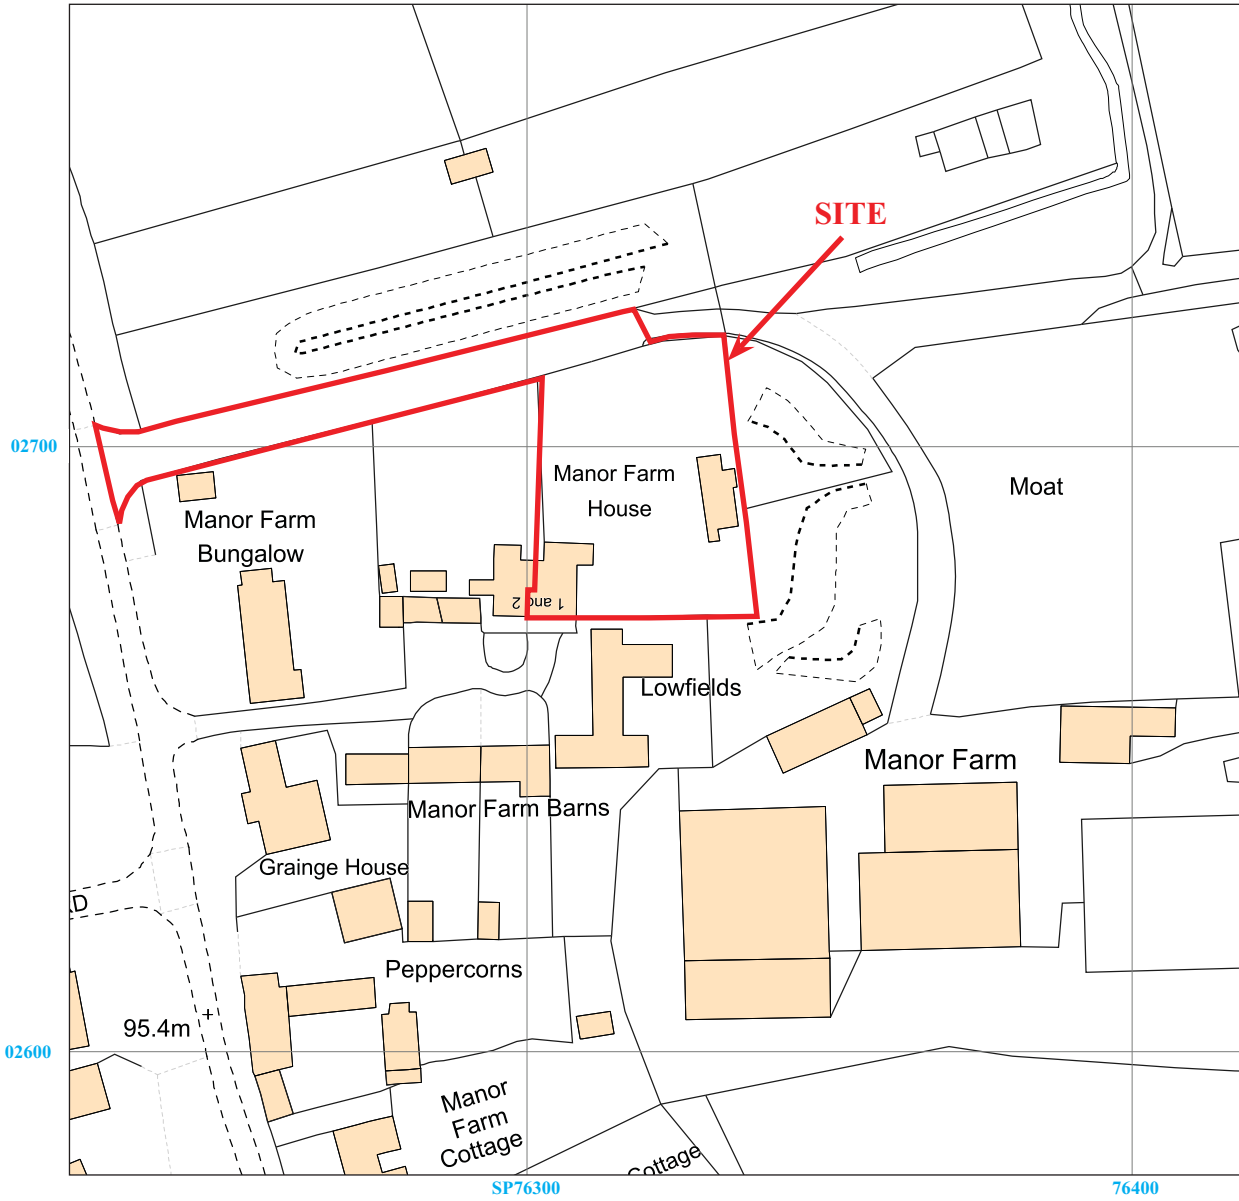 SITE
02700
Manor Farm
House
Moat
Manor Farm
Bungalow
1 and 2
Lowfields
Manor Farm
Manor Farm Barns
Grainge House
RD
Peppercorns
95.4m
02600
Manor
Farm
Cottage
Cottage
SP76300
76400